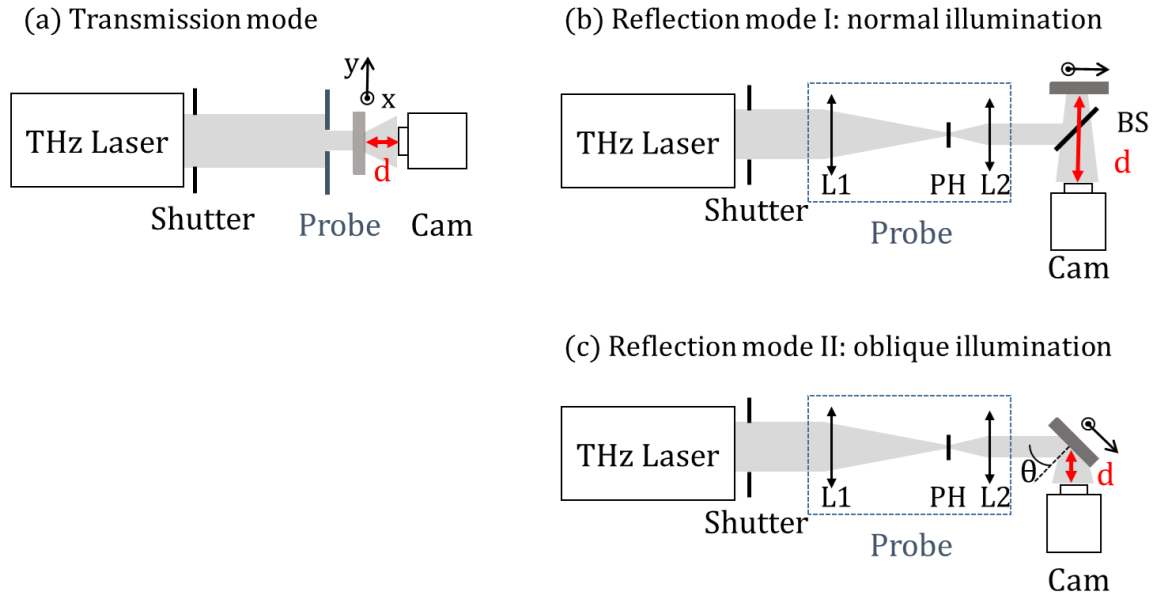 (a) Transmission mode
THz Laser
Shutter
Probe
y
x
d
Cam
(b) Reflection mode I: normal illumination
THz Laser
Shutter
L1
PH
L2
Probe
BS
d
Cam
(c) Reflection mode II: oblique illumination
THz Laser
Shutter
L1
PH
L2
Probe
θ
d
Cam